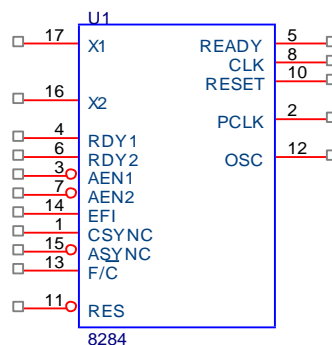 U1
17 X1 READY 5
CLK 8
RESET 10
16 X2
PCLK 2
4 RDY1
6 RDY2 OSC 12
3 AEN1
7 AEN2
14 EFI
1 CSYNC
15 ASYNC
13 F/C̅
11 RES
8284